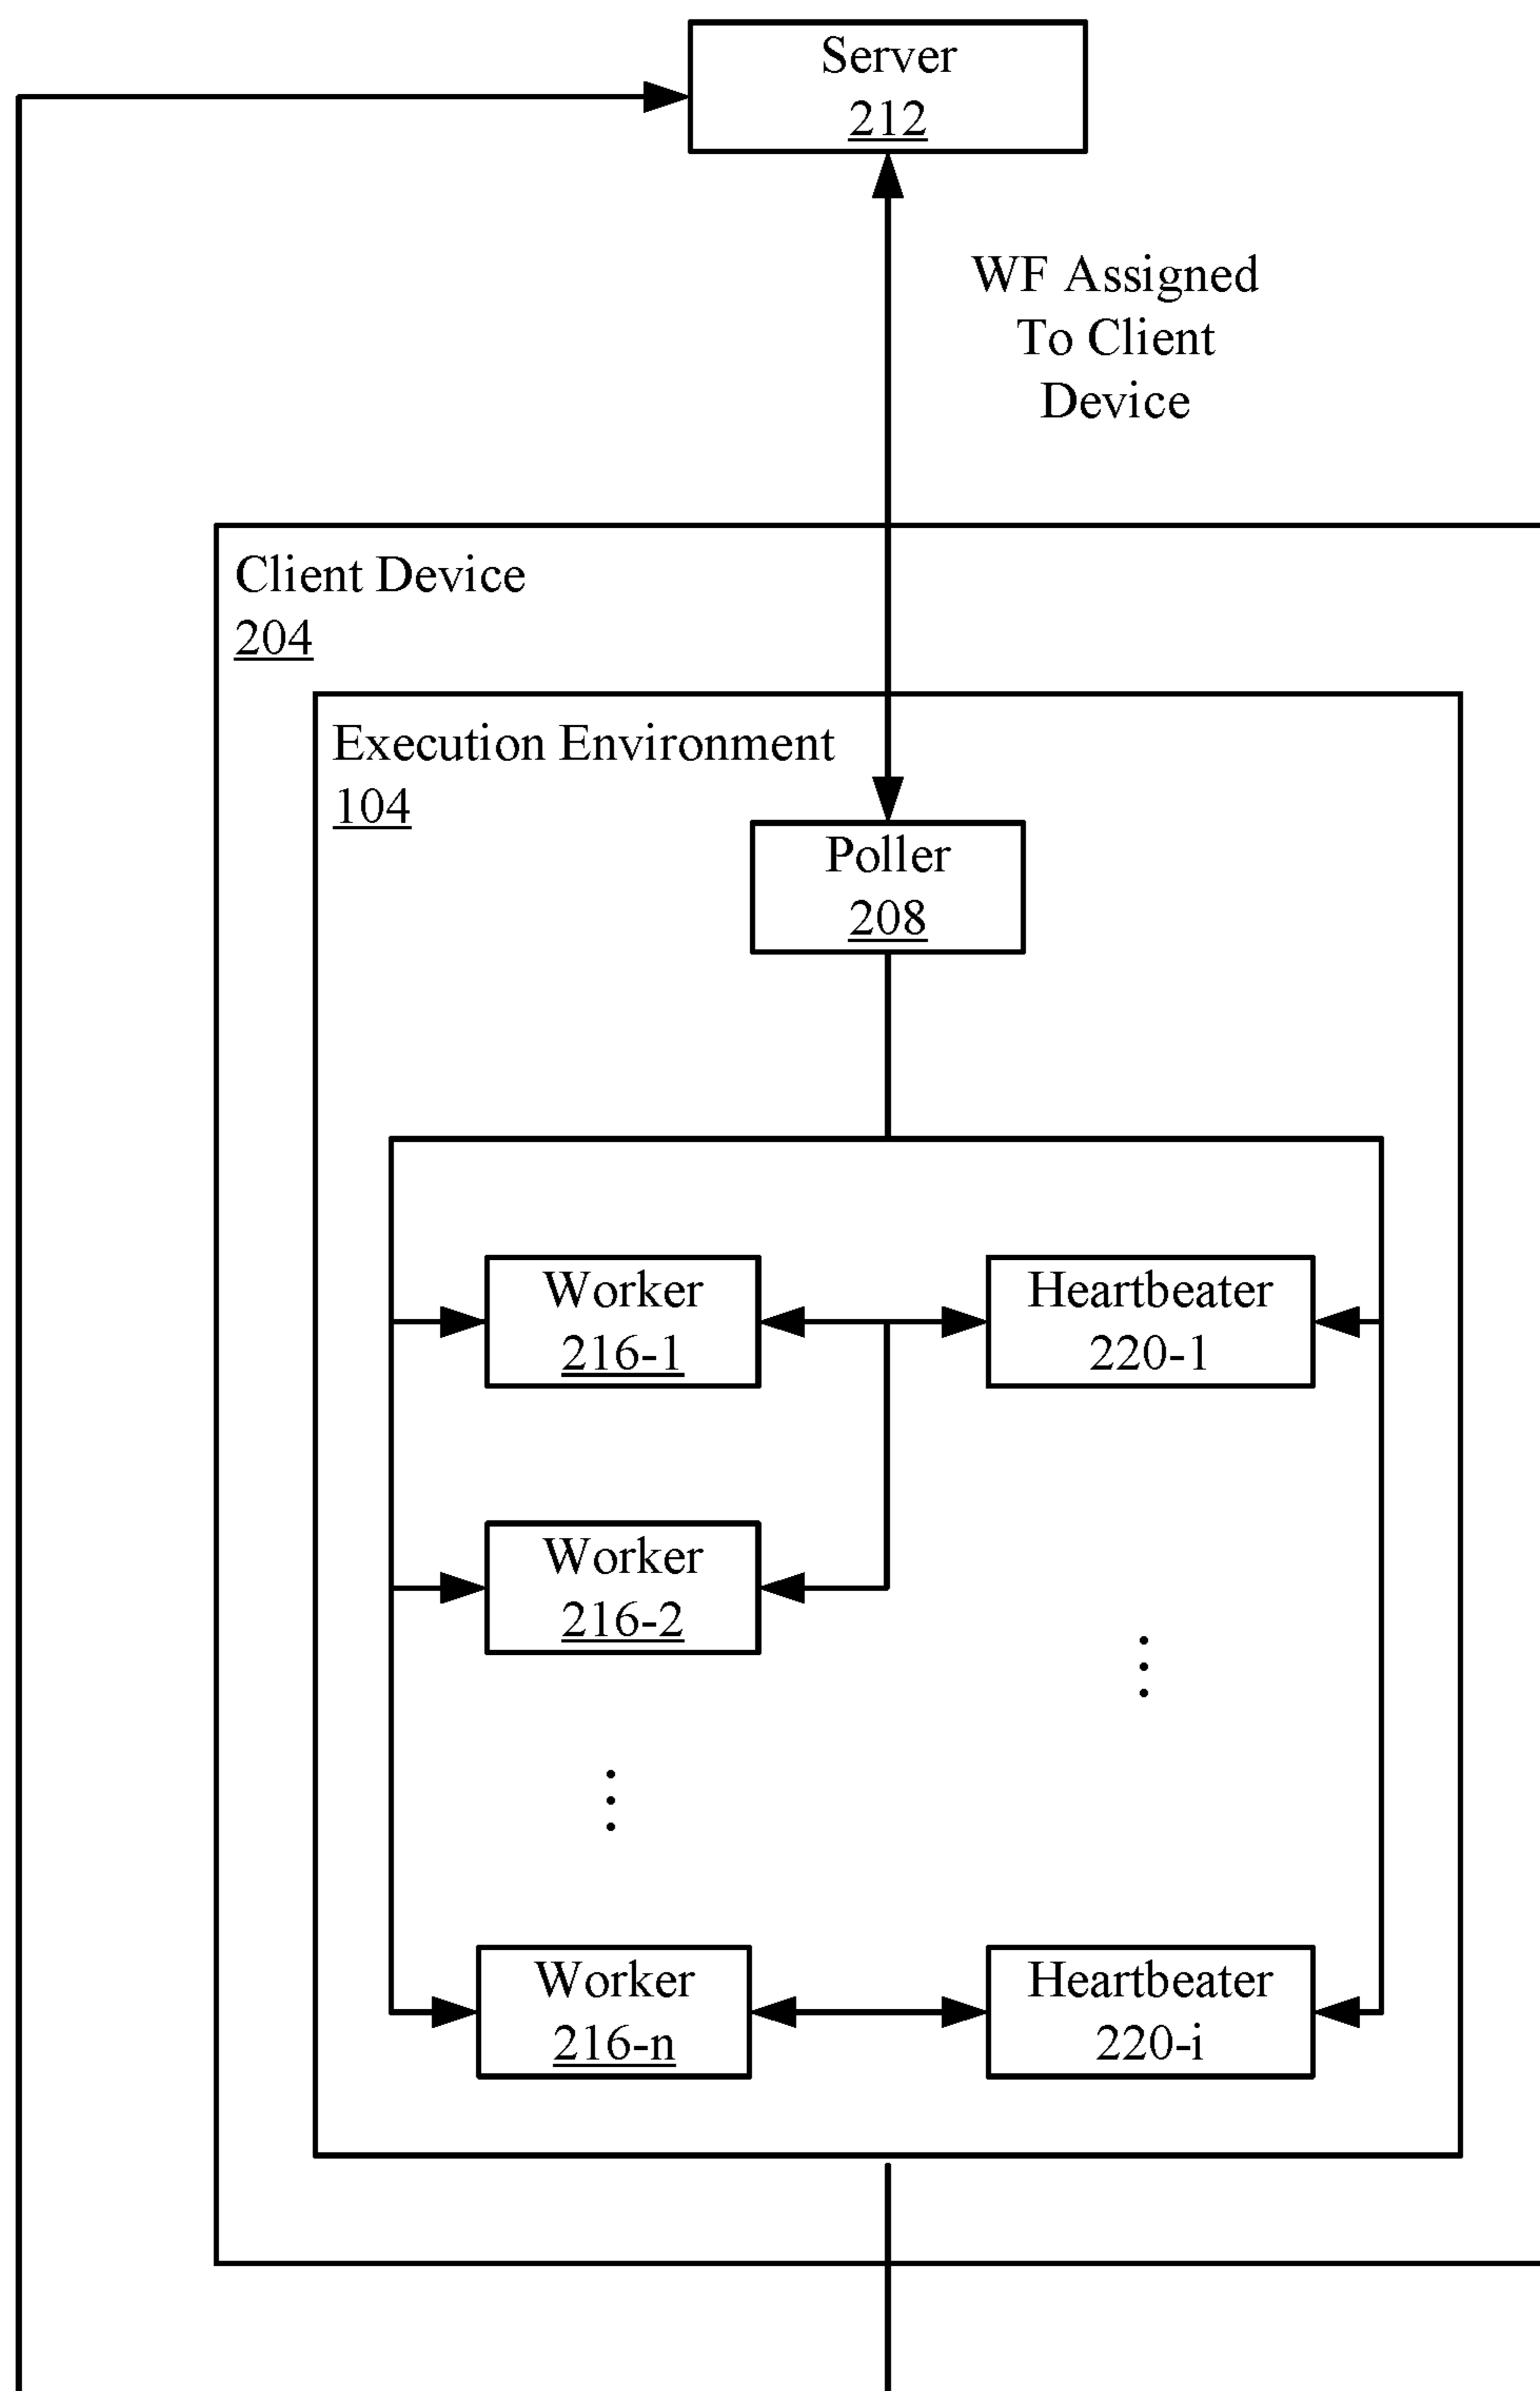 Server
212
WF Assigned
To Client
Device
Client Device
204
Execution Environment
104
Poller
208
Worker
216-1
Heartbeater
220-1
Worker
216-2
Worker
216-n
Heartbeater
220-i